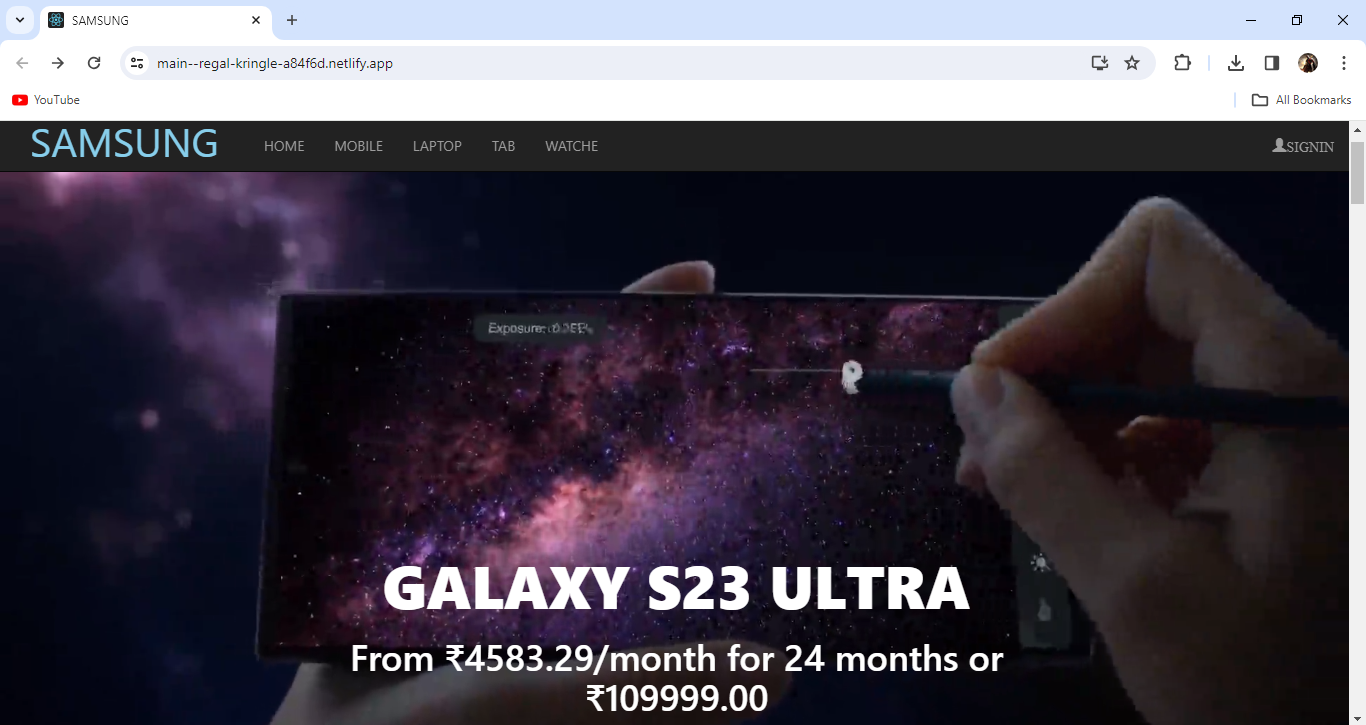 SAMSUNG
main--regal-kringle-a84f6d.netlify.app
YouTube
All Bookmarks
SAMSUNG HOME MOBILE LAPTOP TAB WATCHE SIGNIN
Exposure:
GALAXY S23 ULTRA
From ₹4583.29/month for 24 months or
₹109999.00